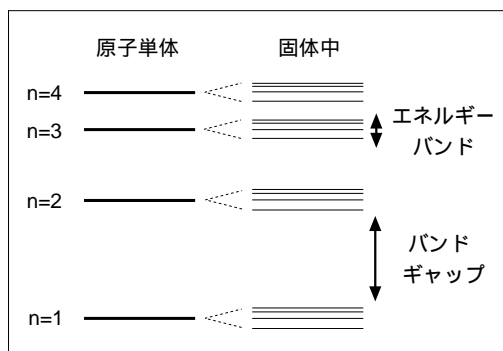 原子単体
固体中
n=4
n=3
エネルギー
バンド
n=2
バンド
ギャップ
n=1